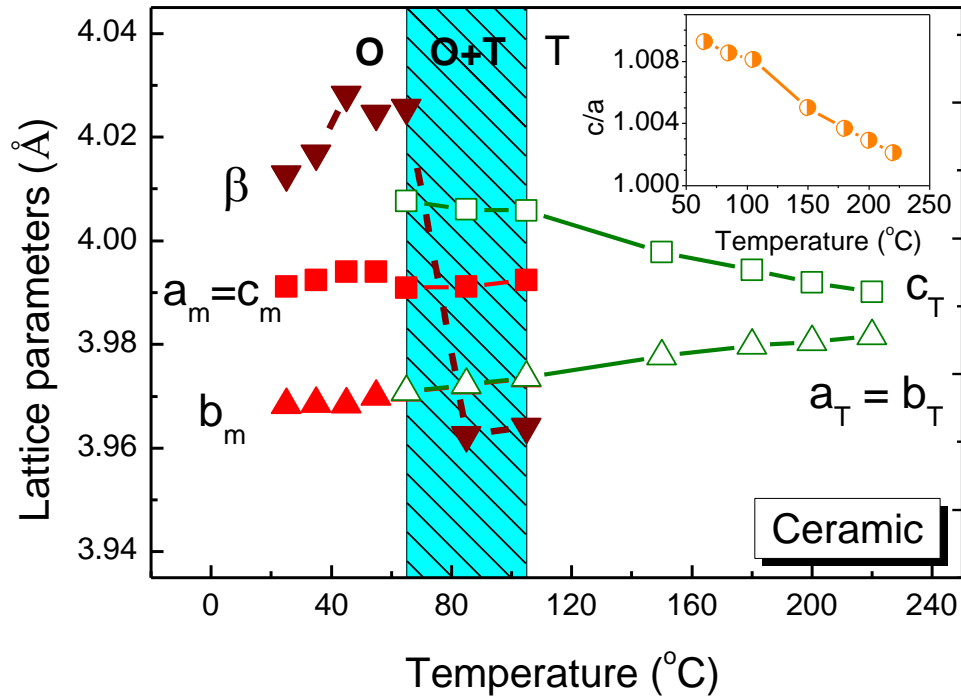 Lattice parameters (Å)
4.04
4.02
4.00
3.98
3.96
3.94
O
O+T
T
β
a_m=c_m
b_m
c_T
a_T = b_T
Ceramic
0
40
80
120
160
200
240
Temperature (°C)
c/a
1.008
1.004
1.000
50
100
150
200
250
Temperature (°C)